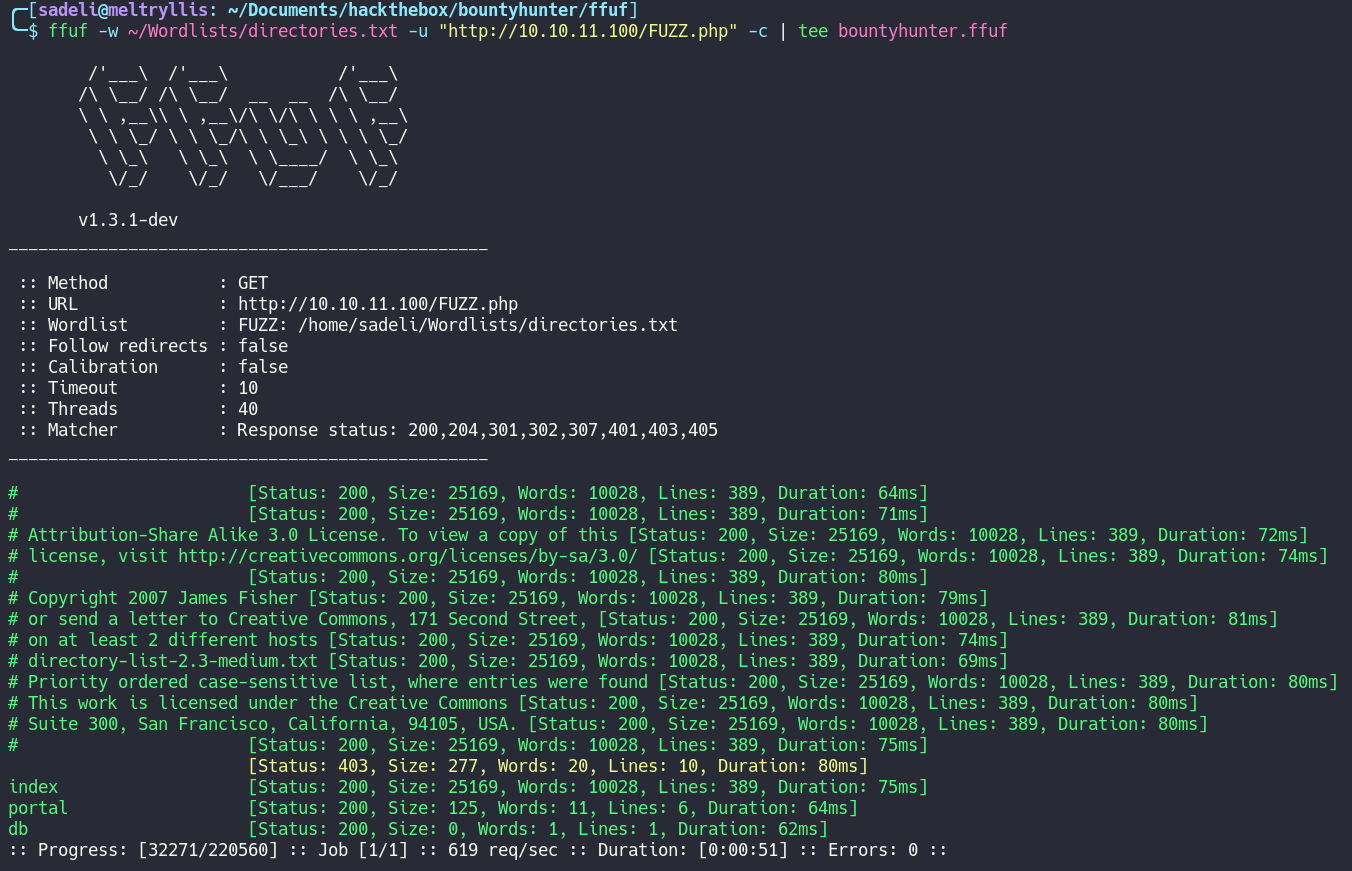 [sadeli@meltryllis: ~/Documents/hackthebox/bountyhunter/ffuf]
$ ffuf -w ~/Wordlists/directories.txt -u "http://10.10.11.100/FUZZ.php" -c | tee bountyhunter.ffuf
        /'___\  /'___\           /'___\
       /\ \__/ /\ \__/  __  __  /\ \__/
       \ \ ,__\\ \ ,__\/\ \/\ \ \ \ ,__\
        \ \ \_/ \ \ \_/\ \ \_\ \ \ \ \_/
         \ \_\   \ \_\  \ \____/  \ \_\
          \/_/    \/_/   \/___/    \/_/
       v1.3.1-dev
________________________________________________
 :: Method           : GET
 :: URL              : http://10.10.11.100/FUZZ.php
 :: Wordlist         : FUZZ: /home/sadeli/Wordlists/directories.txt
 :: Follow redirects : false
 :: Calibration      : false
 :: Timeout          : 10
 :: Threads          : 40
 :: Matcher          : Response status: 200,204,301,302,307,401,403,405
________________________________________________
#                       [Status: 200, Size: 25169, Words: 10028, Lines: 389, Duration: 64ms]
#                       [Status: 200, Size: 25169, Words: 10028, Lines: 389, Duration: 71ms]
# Attribution-Share Alike 3.0 License. To view a copy of this [Status: 200, Size: 25169, Words: 10028, Lines: 389, Duration: 72ms]
# license, visit http://creativecommons.org/licenses/by-sa/3.0/ [Status: 200, Size: 25169, Words: 10028, Lines: 389, Duration: 74ms]
#                       [Status: 200, Size: 25169, Words: 10028, Lines: 389, Duration: 80ms]
# Copyright 2007 James Fisher [Status: 200, Size: 25169, Words: 10028, Lines: 389, Duration: 79ms]
# or send a letter to Creative Commons, 171 Second Street, [Status: 200, Size: 25169, Words: 10028, Lines: 389, Duration: 81ms]
# on at least 2 different hosts [Status: 200, Size: 25169, Words: 10028, Lines: 389, Duration: 74ms]
# directory-list-2.3-medium.txt [Status: 200, Size: 25169, Words: 10028, Lines: 389, Duration: 69ms]
# Priority ordered case-sensitive list, where entries were found [Status: 200, Size: 25169, Words: 10028, Lines: 389, Duration: 80ms]
# This work is licensed under the Creative Commons [Status: 200, Size: 25169, Words: 10028, Lines: 389, Duration: 80ms]
# Suite 300, San Francisco, California, 94105, USA. [Status: 200, Size: 25169, Words: 10028, Lines: 389, Duration: 80ms]
#                       [Status: 200, Size: 25169, Words: 10028, Lines: 389, Duration: 75ms]
                        [Status: 403, Size: 277, Words: 20, Lines: 10, Duration: 80ms]
index                   [Status: 200, Size: 25169, Words: 10028, Lines: 389, Duration: 75ms]
portal                  [Status: 200, Size: 125, Words: 11, Lines: 6, Duration: 64ms]
db                      [Status: 200, Size: 0, Words: 1, Lines: 1, Duration: 62ms]
:: Progress: [32271/220560] :: Job [1/1] :: 619 req/sec :: Duration: [0:00:51] :: Errors: 0 ::